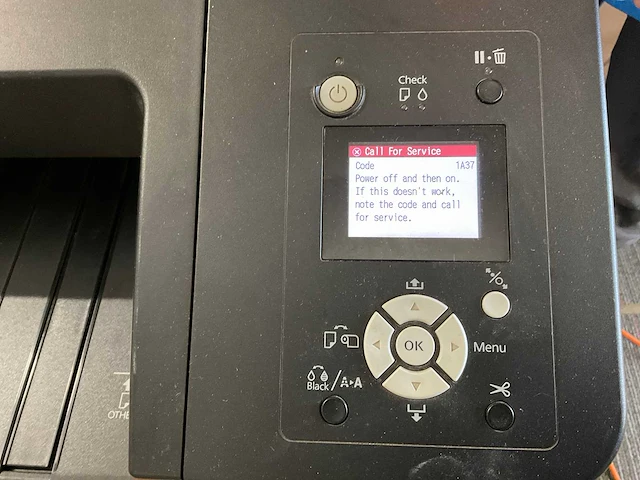 Check
Call For Service
Code 1A37
Power off and then on.
If this doesn't work,
note the code and call
for service.
OK
Menu
Black/A▸A
OTHE